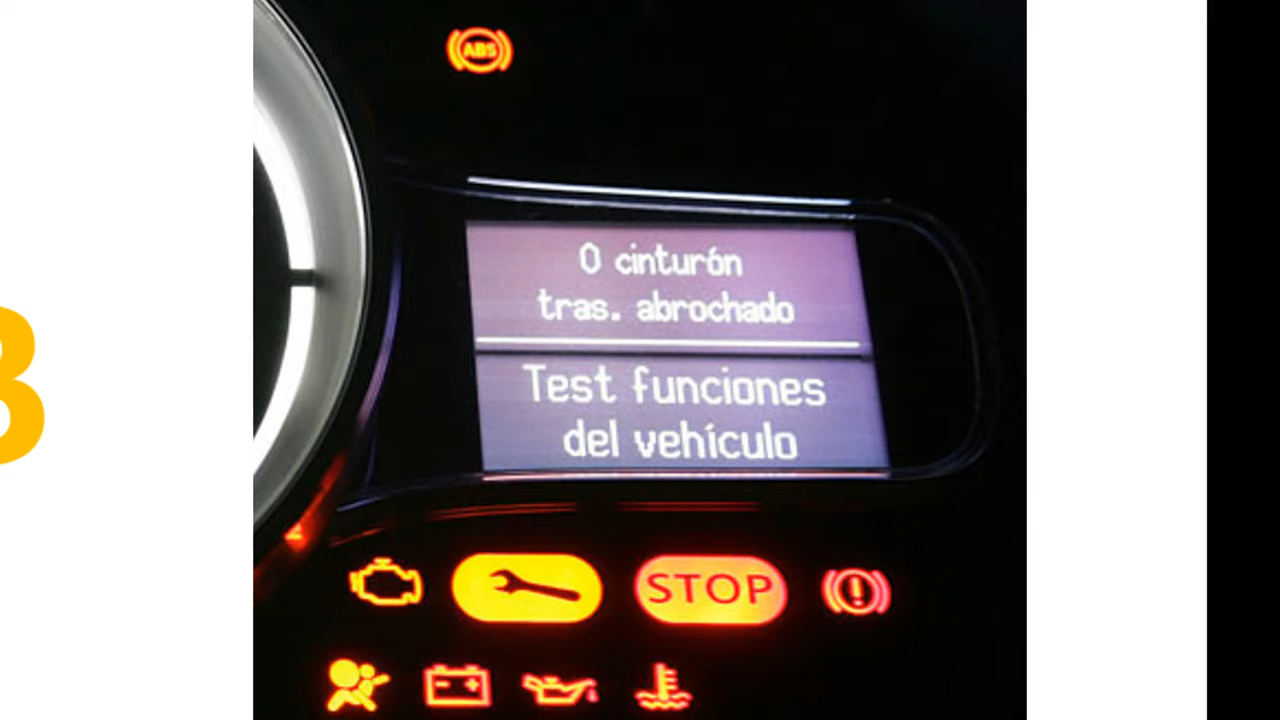 ABS
0 cinturón
tras. abrochado
Test funciones
del vehículo
STOP